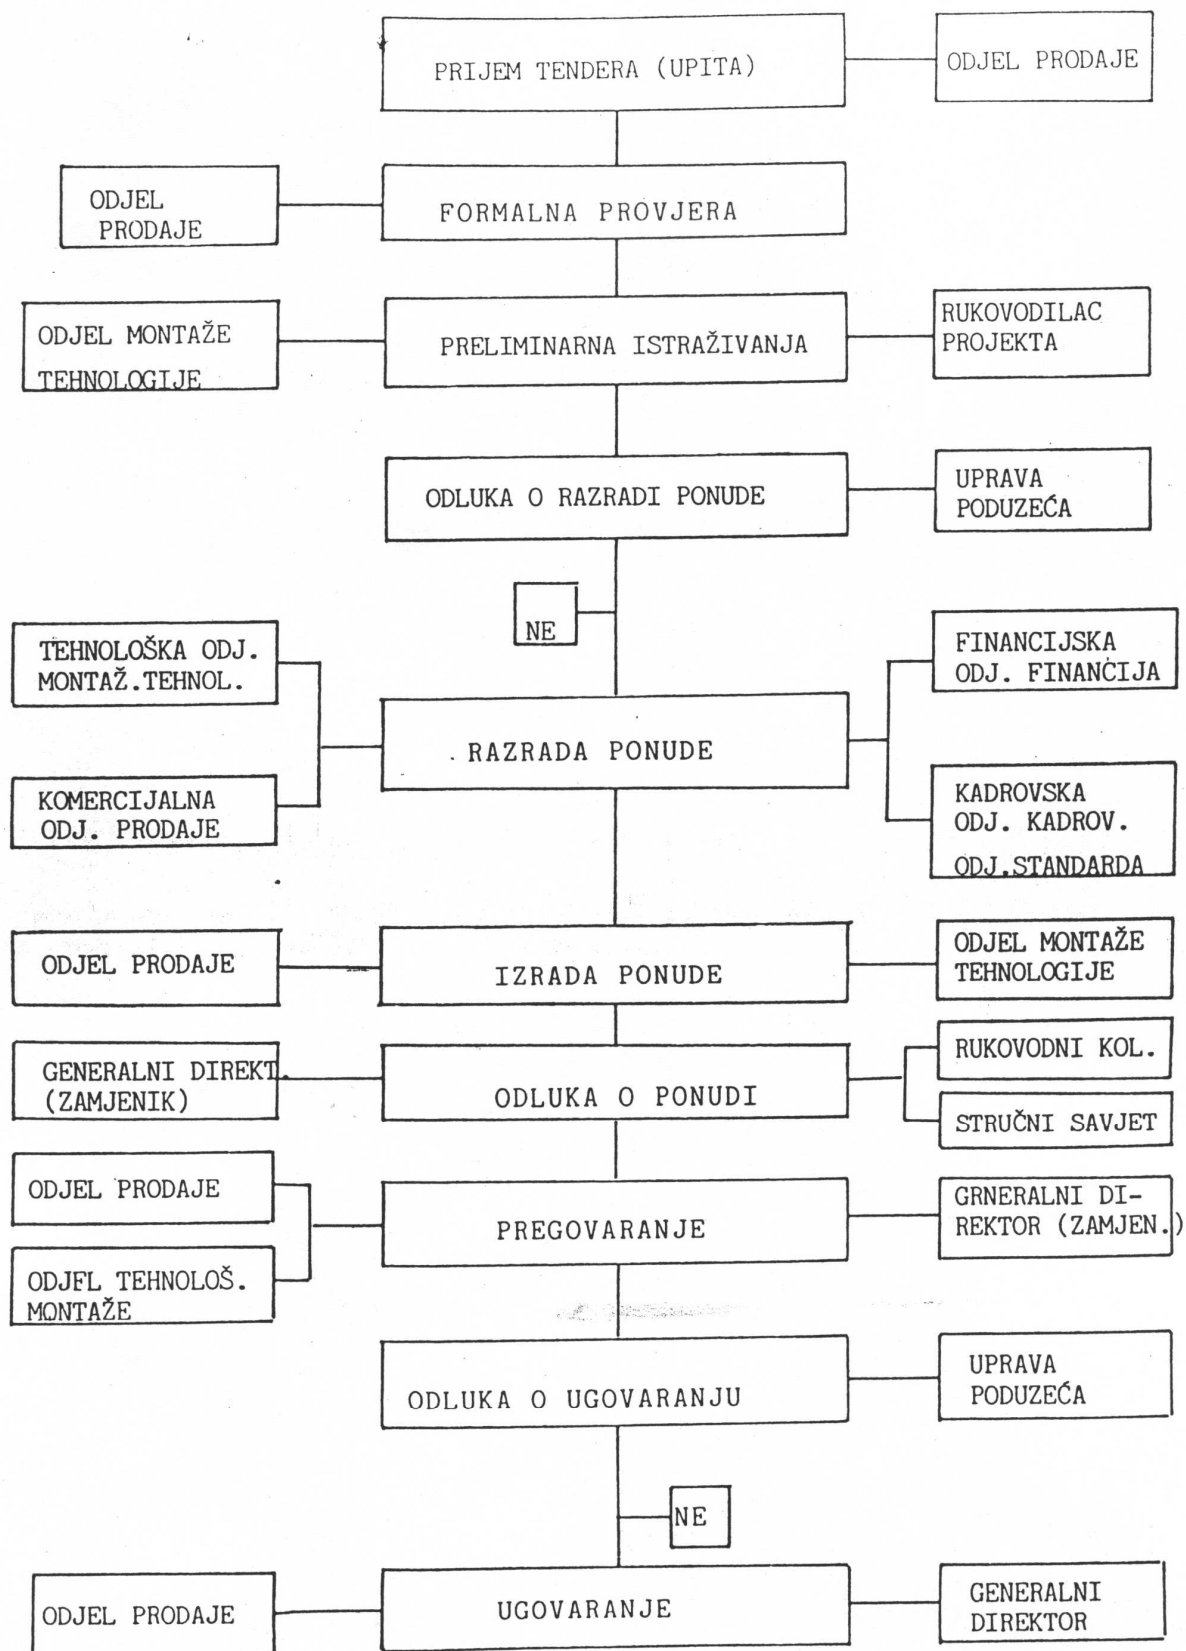 PRIJEM TENDERA (UPITA)
ODJEL PRODAJE
ODJEL
PRODAJE
FORMALNA PROVJERA
ODJEL MONTAŽE
TEHNOLOGIJE
PRELIMINARNA ISTRAŽIVANJA
RUKOVODILAC
PROJEKTA
ODLUKA O RAZRADI PONUDE
UPRAVA
PODUZEĆA
NE
TEHNOLOŠKA ODJ.
MONTAŽ.TEHNOL.
FINANCIJSKA
ODJ. FINANCIJA
RAZRADA PONUDE
KOMERCIJALNA
ODJ. PRODAJE
KADROVSKA
ODJ. KADROV.
ODJ.STANDARDA
ODJEL PRODAJE
IZRADA PONUDE
ODJEL MONTAŽE
TEHNOLOGIJE
GENERALNI DIREKT.
(ZAMJENIK)
ODLUKA O PONUDI
RUKOVODNI KOL.
STRUČNI SAVJET
ODJEL PRODAJE
ODJFL TEHNOLOŠ.
MONTAŽE
PREGOVARANJE
GRNERALNI DI-
REKTOR (ZAMJEN.)
ODLUKA O UGOVARANJU
UPRAVA
PODUZEĆA
NE
ODJEL PRODAJE
UGOVARANJE
GENERALNI
DIREKTOR